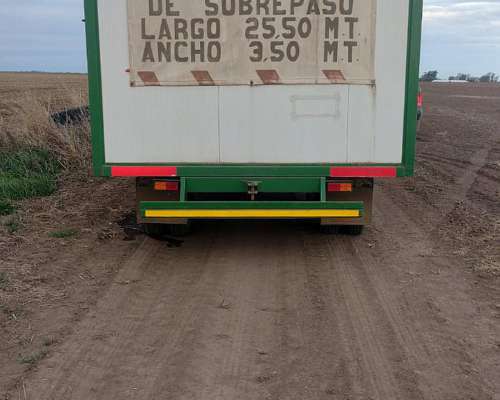 DE SOBREPASO
LARGO 25.50 MT.
ANCHO 3.50 MT.